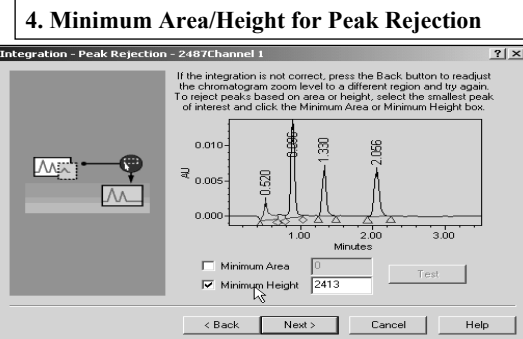 4. Minimum Area/Height for Peak Rejection
Integration - Peak Rejection - 2487Channel 1
If the integration is not correct, press the Back button to readjust
the chromatogram zoom level to a different region and try again.
To reject peaks based on area or height, select the smallest peak
of interest and click the Minimum Area or Minimum Height box.
AU
0.010
0.005
0.000
0.520
1.330
2.056
1.00 2.00 3.00
Minutes
Minimum Area 0
Minimum Height 2413
Test
< Back Next > Cancel Help